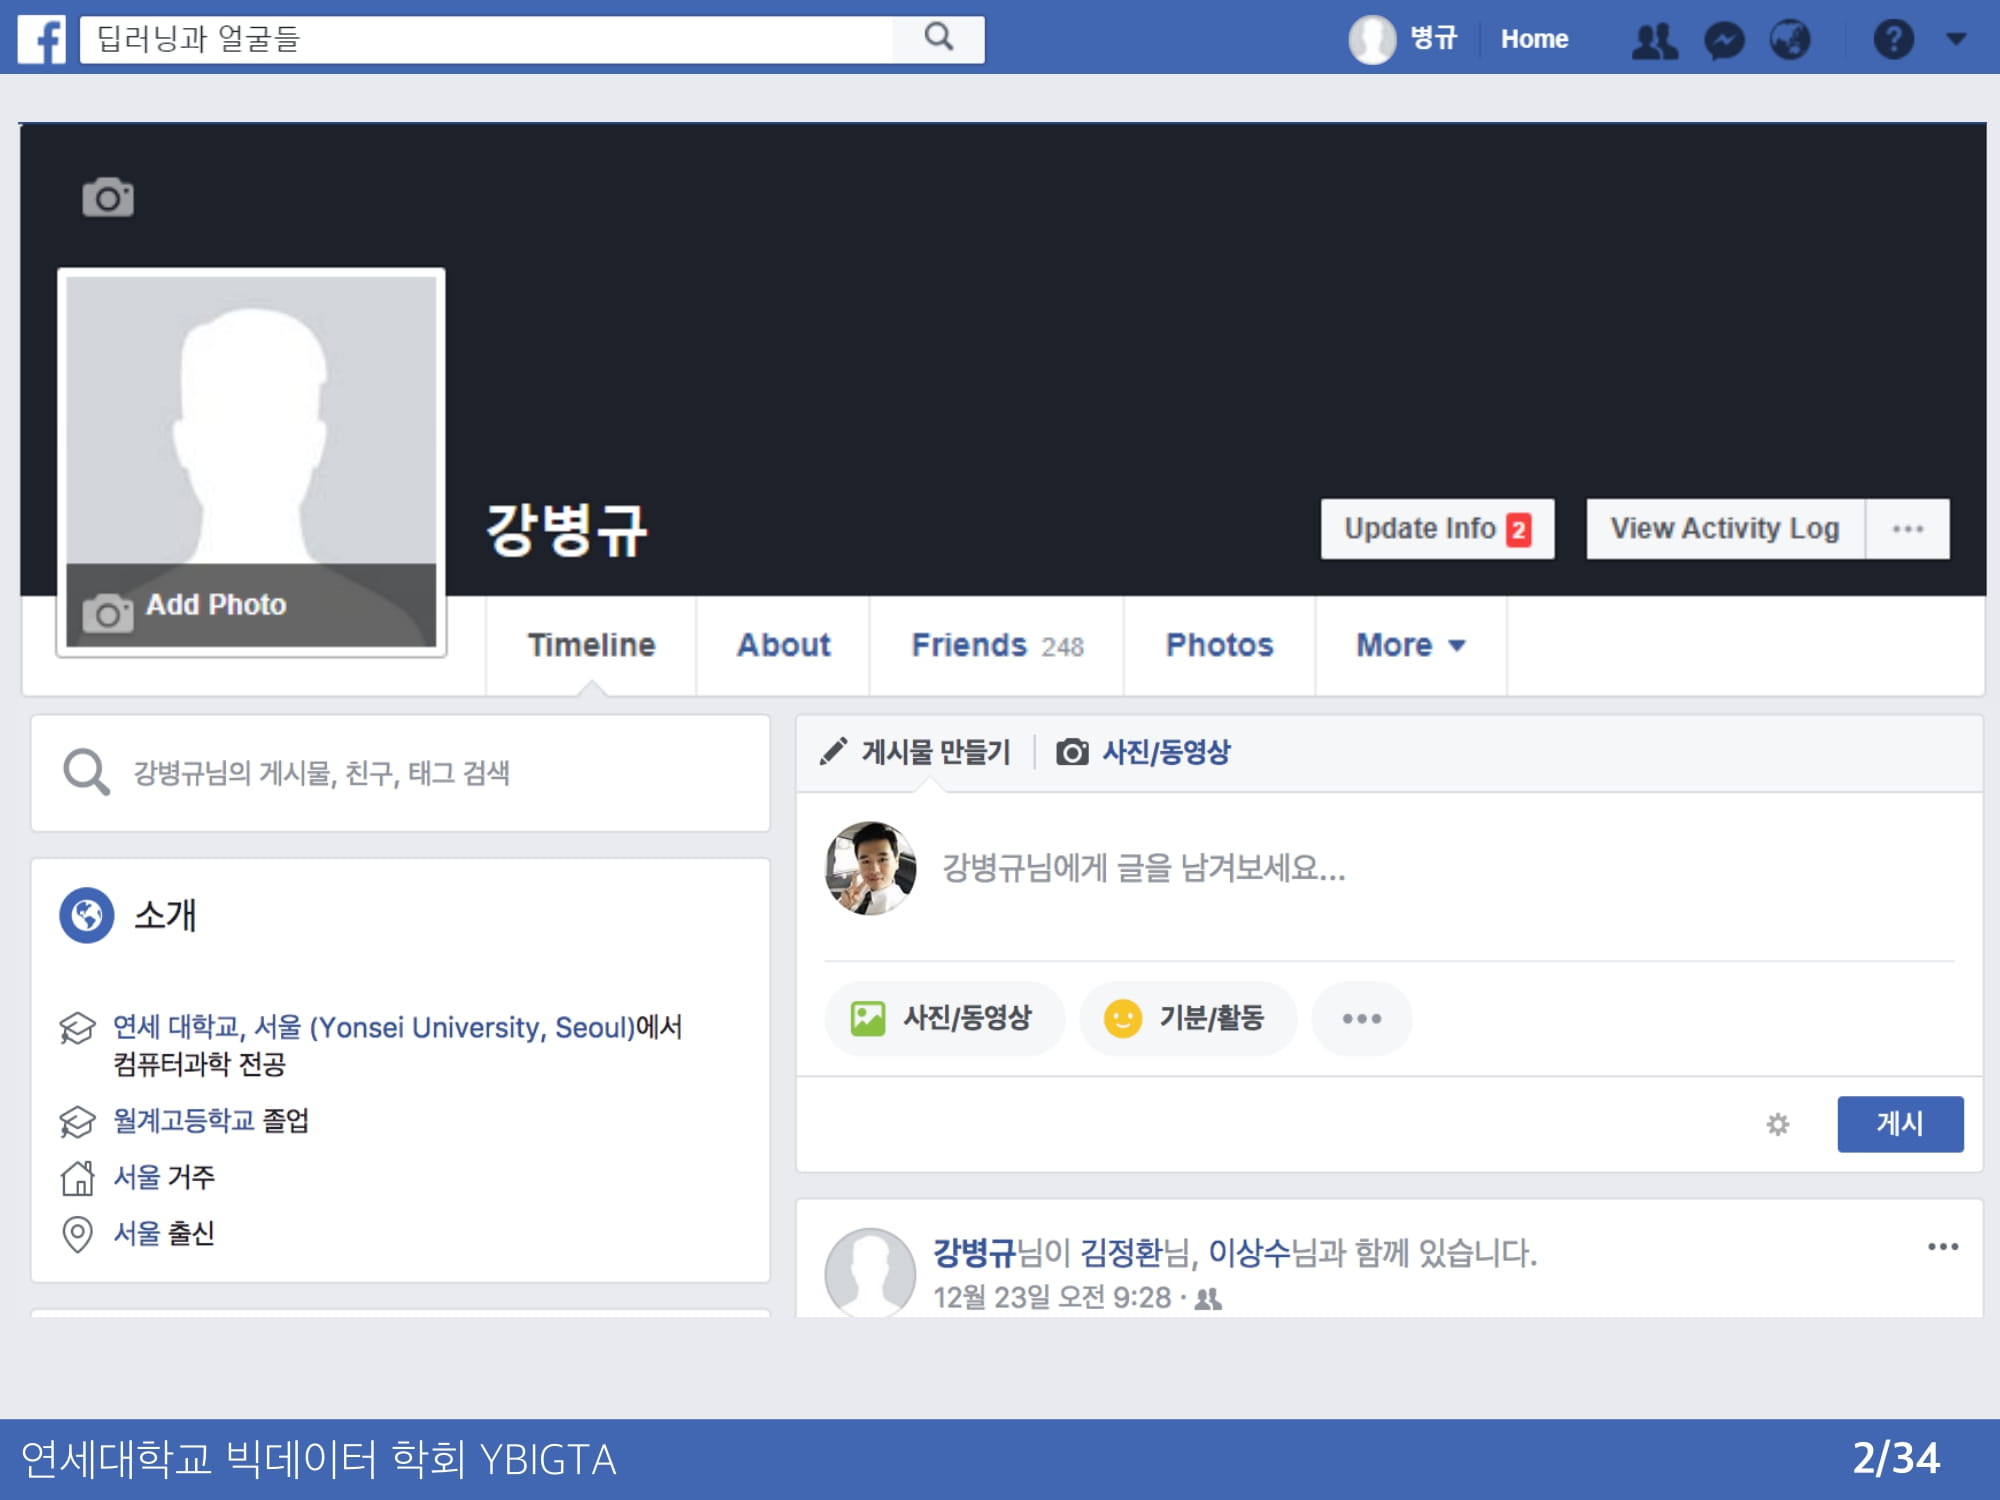 f 딥러닝과 얼굴들
병규 Home
강병규
Update Info 2
View Activity Log
Add Photo
Timeline About Friends 248 Photos More
강병규님의 게시물, 친구, 태그 검색
소개
연세 대학교, 서울 (Yonsei University, Seoul)에서
컴퓨터과학 전공
월계고등학교 졸업
서울 거주
서울 출신
게시물 만들기 사진/동영상
강병규님에게 글을 남겨보세요...
사진/동영상 기분/활동
게시
강병규님이 김정환님, 이상수님과 함께 있습니다.
12월 23일 오전 9:28 ·
연세대학교 빅데이터 학회 YBIGTA
2/34